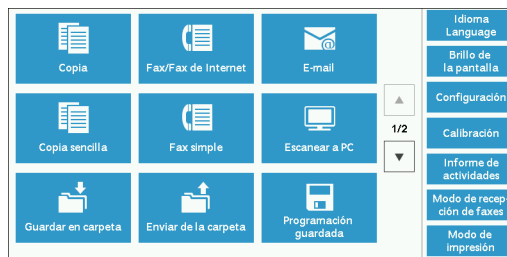 Copia
Fax/Fax de Internet
E-mail
Copia sencilla
Fax simple
Escanear a PC
Guardar en carpeta
Enviar de la carpeta
Programación
guardada
1/2
Idioma
Language
Brillo de
la pantalla
Configuración
Calibración
Informe de
actividades
Modo de recep-
ción de faxes
Modo de
impresión